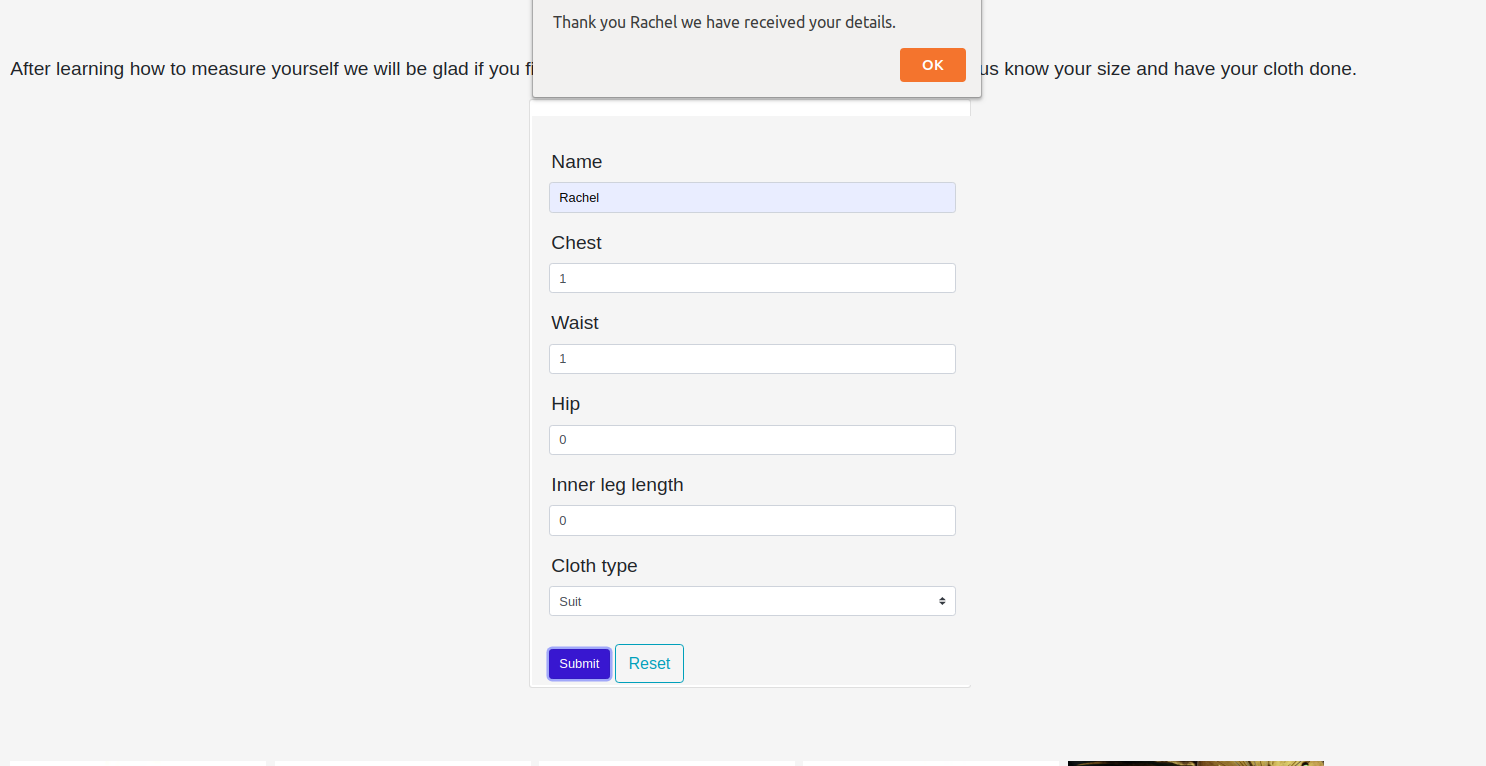 Thank you Rachel we have received your details.
OK
After learning how to measure yourself we will be glad if you fi
us know your size and have your cloth done.
Name
Rachel
Chest
1
Waist
1
Hip
0
Inner leg length
0
Cloth type
Suit
Submit
Reset